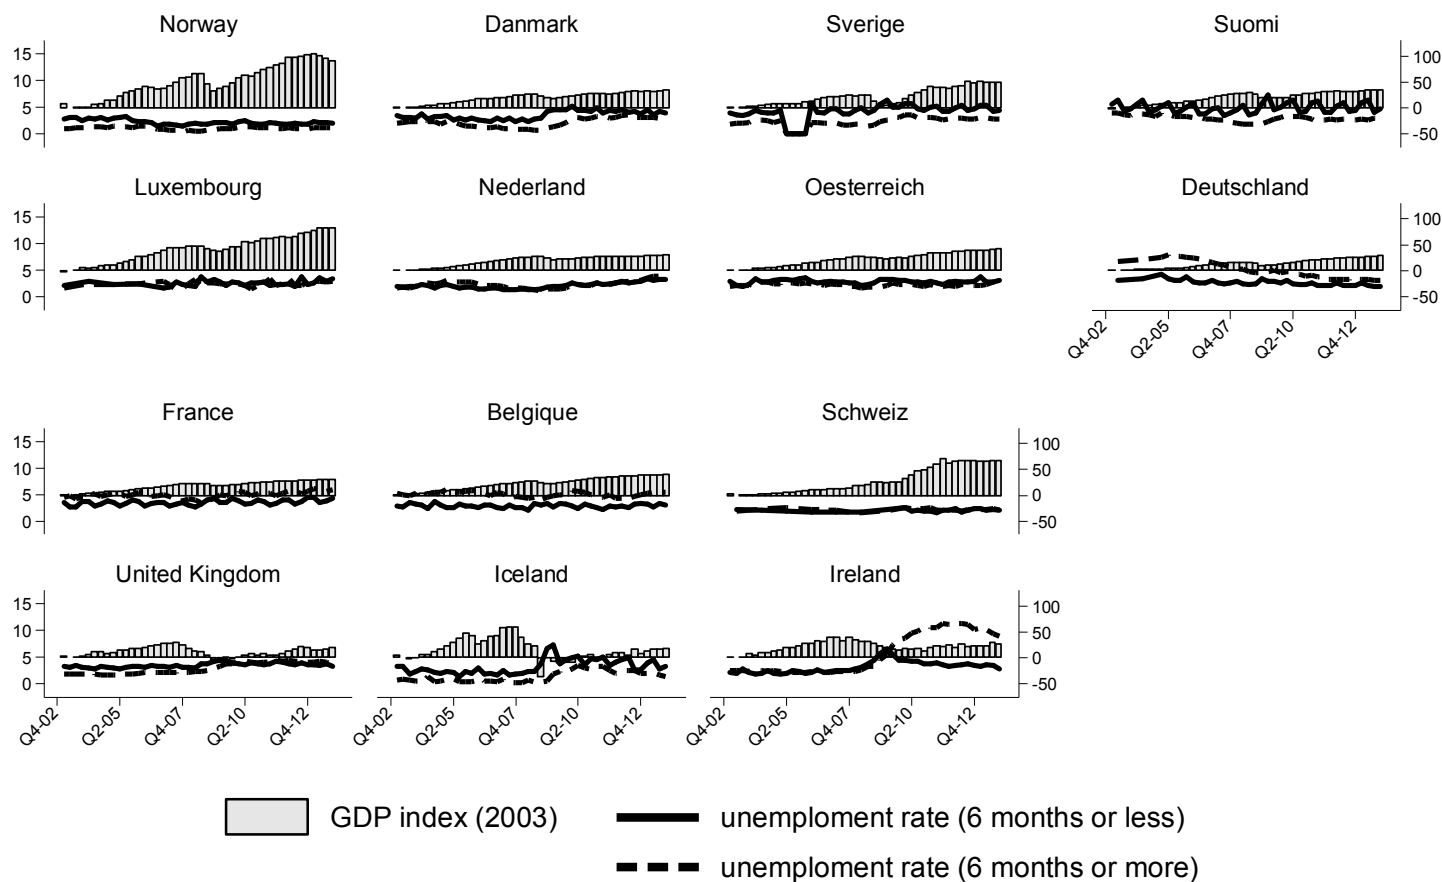 Norway Danmark Sverige Suomi
15 100
10 50
5 0
0 -50
Luxembourg Nederland Oesterreich Deutschland
15 100
10 50
5 0
0 -50
Q4-02 Q2-05 Q4-07 Q2-10 Q4-12
France Belgique Schweiz
15 100
10 50
5 0
0 -50
United Kingdom Iceland Ireland
15 100
10 50
5 0
0 -50
Q4-02 Q2-05 Q4-07 Q2-10 Q4-12 Q4-02 Q2-05 Q4-07 Q2-10 Q4-12 Q4-02 Q2-05 Q4-07 Q2-10 Q4-12
GDP index (2003) unemploment rate (6 months or less)
unemploment rate (6 months or more)